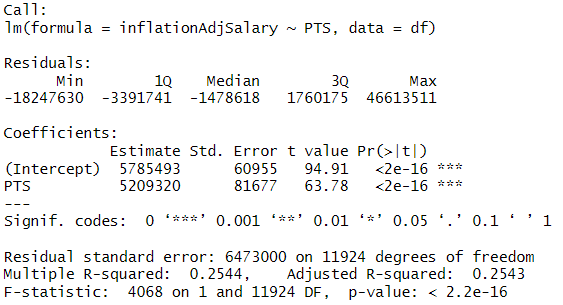 Call:
lm(formula = inflationAdjSalary ~ PTS, data = df)
Residuals:
Min 1Q Median 3Q Max
-18247630 -3391741 -1478618 1760175 46613511
Coefficients:
Estimate Std. Error t value Pr(>|t|)
(Intercept) 5785493 60955 94.91 <2e-16 ***
PTS 5209320 81677 63.78 <2e-16 ***
---
Signif. codes: 0 ‘***’ 0.001 ‘**’ 0.01 ‘*’ 0.05 ‘.’ 0.1 ‘ ’ 1
Residual standard error: 6473000 on 11924 degrees of freedom
Multiple R-squared: 0.2544, Adjusted R-squared: 0.2543
F-statistic: 4068 on 1 and 11924 DF, p-value: < 2.2e-16